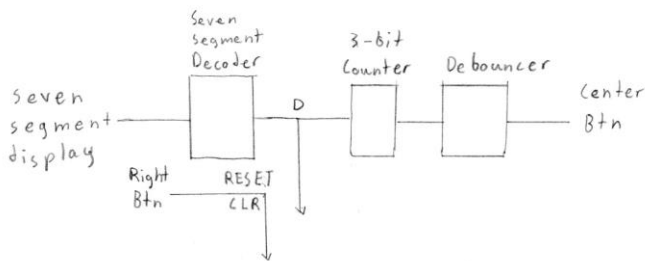 Seven
Segment
Decoder
3-bit
Counter
Debouncer
Seven
segment
display
D
Center
Btn
Right
Btn
RESET
CLR